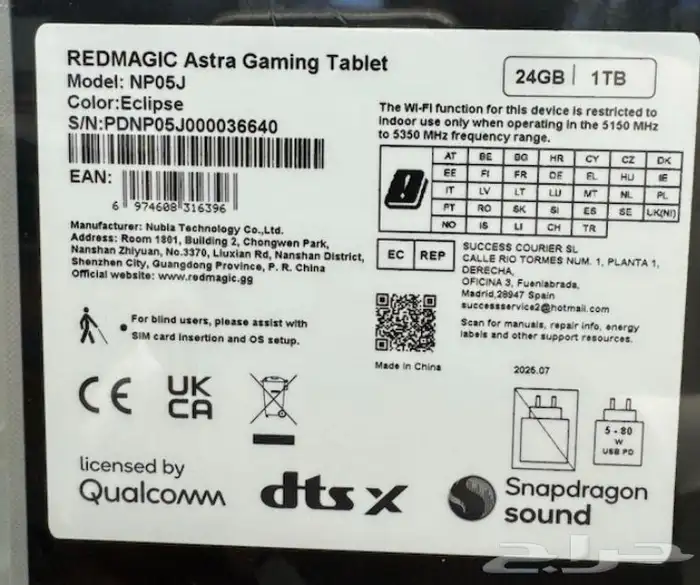 REDMAGIC Astra Gaming Tablet
Model: NP05J
Color:Eclipse
S/N:PDNP05J000036640
EAN:
6 974608 316396
Manufacturer: Nubia Technology Co.,Ltd.
Address: Room 1801, Building 2, Chongwen Park,
Nanshan Zhiyuan, No.3370, Liuxian Rd, Nanshan District,
Shenzhen City, Guangdong Province, P. R. China
Official website: www.redmagic.gg
For blind users, please assist with
SIM card insertion and OS setup.
24GB | 1TB
The Wi-Fi function for this device is restricted to
indoor use only when operating in the 5150 MHz
to 5350 MHz frequency range.
AT BE BG HR CY CZ DK
EE FI FR DE EL HU IE
IT LV LT LU MT NL PL
PT RO SK SI ES SE UK(NI)
NO IS LI CH TR
EC REP
SUCCESS COURIER SL
CALLE RIO TORMES NUM. 1, PLANTA 1,
DERECHA,
OFICINA 3, Fuenlabrada,
Madrid,28947 Spain
successservice2@hotmail.com
Scan for manuals, repair info, energy
labels and other support resources.
Made in China
2025.07
CE UK
CA
5 - 80
W
USB PD
licensed by
Qualcomm
dts x
Snapdragon
sound
حراج